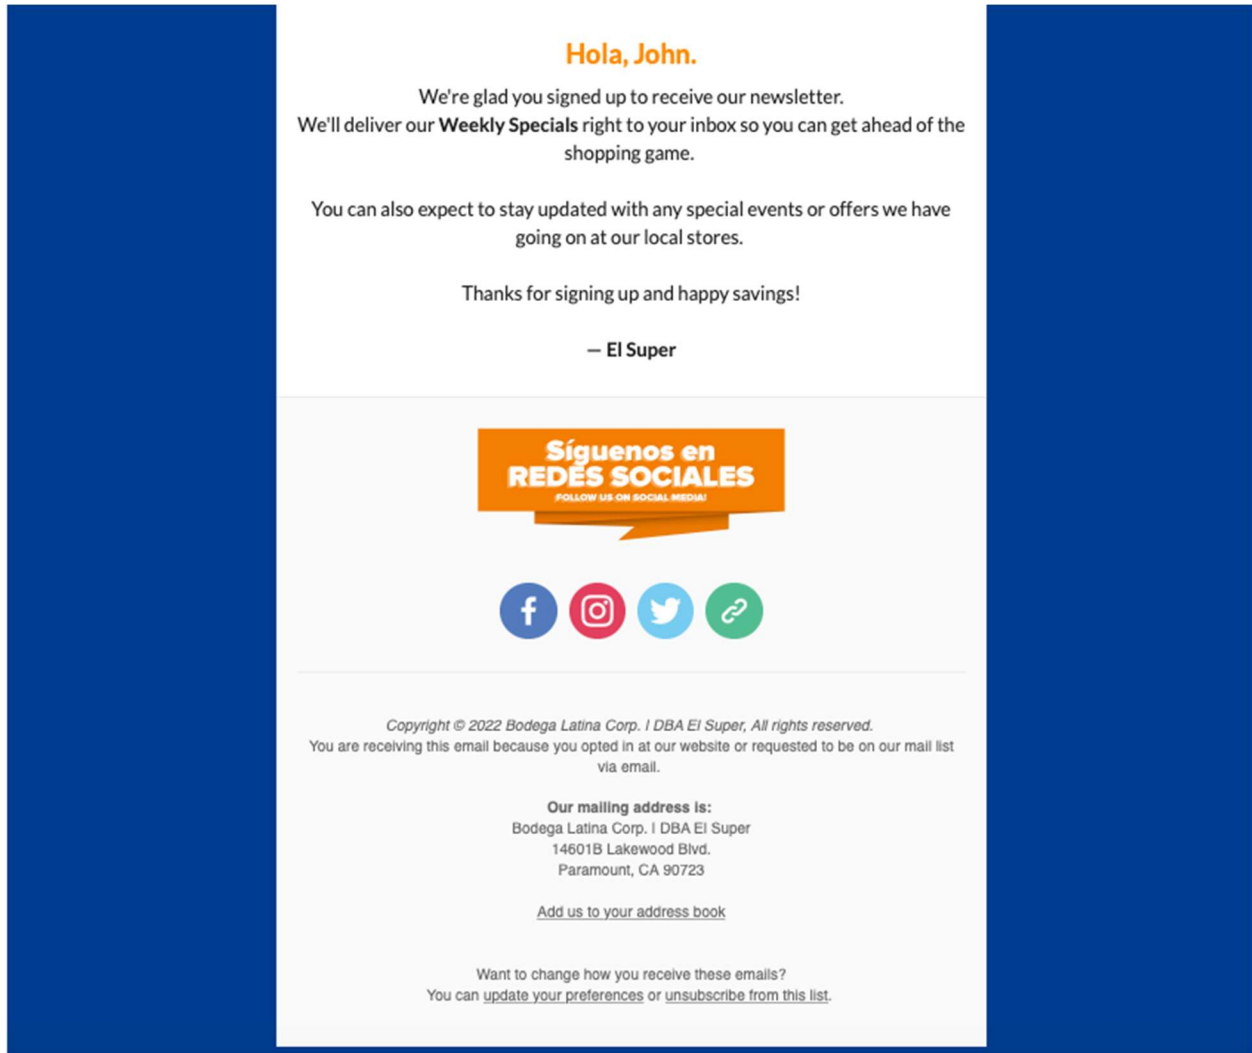 Hola, John.
We're glad you signed up to receive our newsletter.
We'll deliver our Weekly Specials right to your inbox so you can get ahead of the
shopping game.
You can also expect to stay updated with any special events or offers we have
going on at our local stores.
Thanks for signing up and happy savings!
— El Super
Síguenos en
REDES SOCIALES
¡FOLLOW US ON SOCIAL MEDIA!
Copyright © 2022 Bodega Latina Corp. | DBA El Super, All rights reserved.
You are receiving this email because you opted in at our website or requested to be on our mail list
via email.
Our mailing address is:
Bodega Latina Corp. | DBA El Super
14601B Lakewood Blvd.
Paramount, CA 90723
Add us to your address book
Want to change how you receive these emails?
You can update your preferences or unsubscribe from this list.